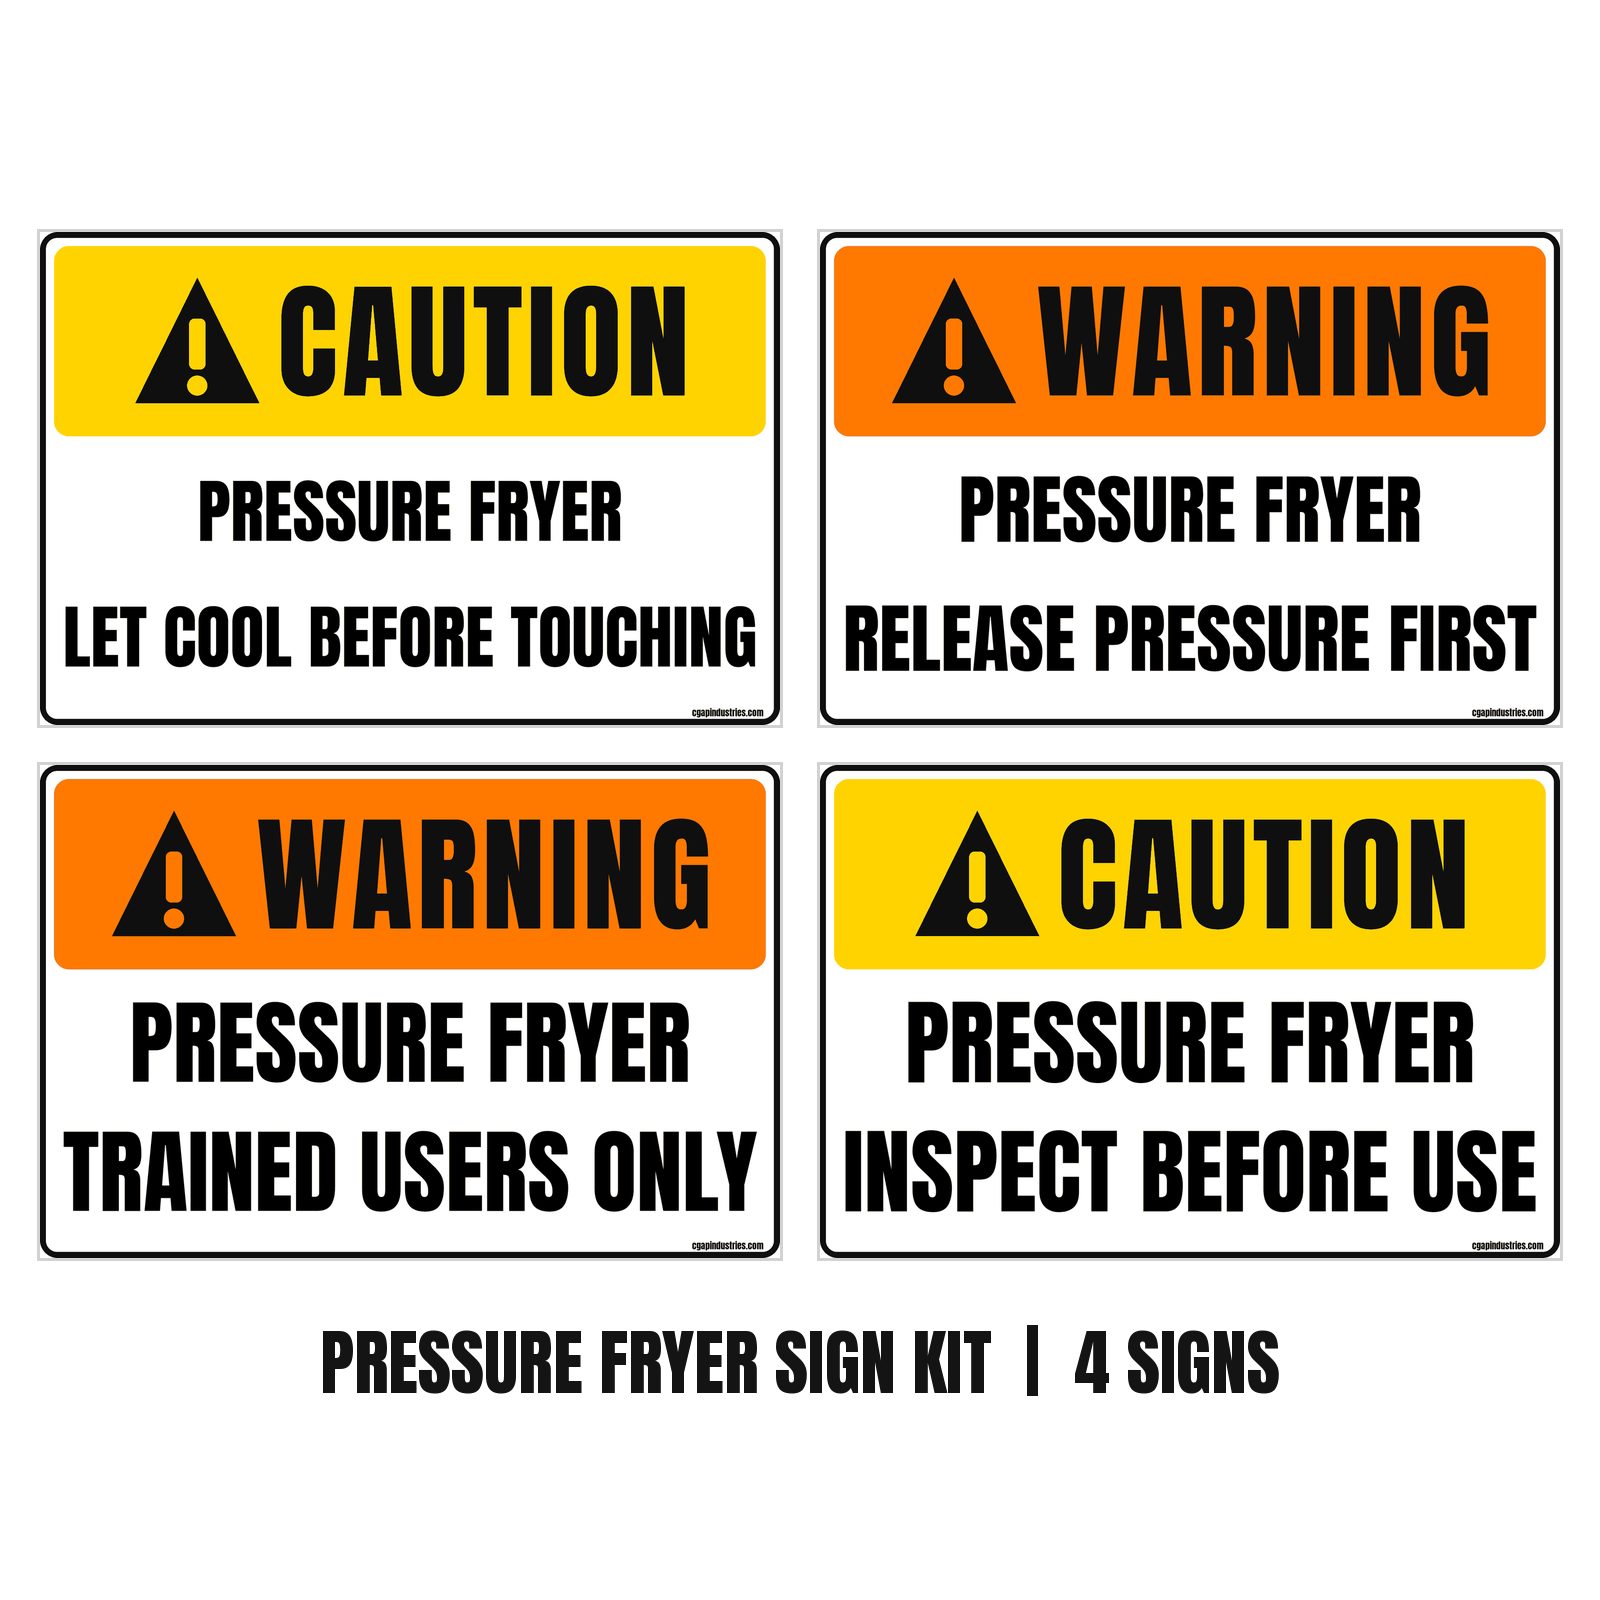 CAUTION
PRESSURE FRYER
LET COOL BEFORE TOUCHING
cgapindustries.com
WARNING
PRESSURE FRYER
RELEASE PRESSURE FIRST
cgapindustries.com
WARNING
PRESSURE FRYER
TRAINED USERS ONLY
cgapindustries.com
CAUTION
PRESSURE FRYER
INSPECT BEFORE USE
cgapindustries.com
PRESSURE FRYER SIGN KIT | 4 SIGNS